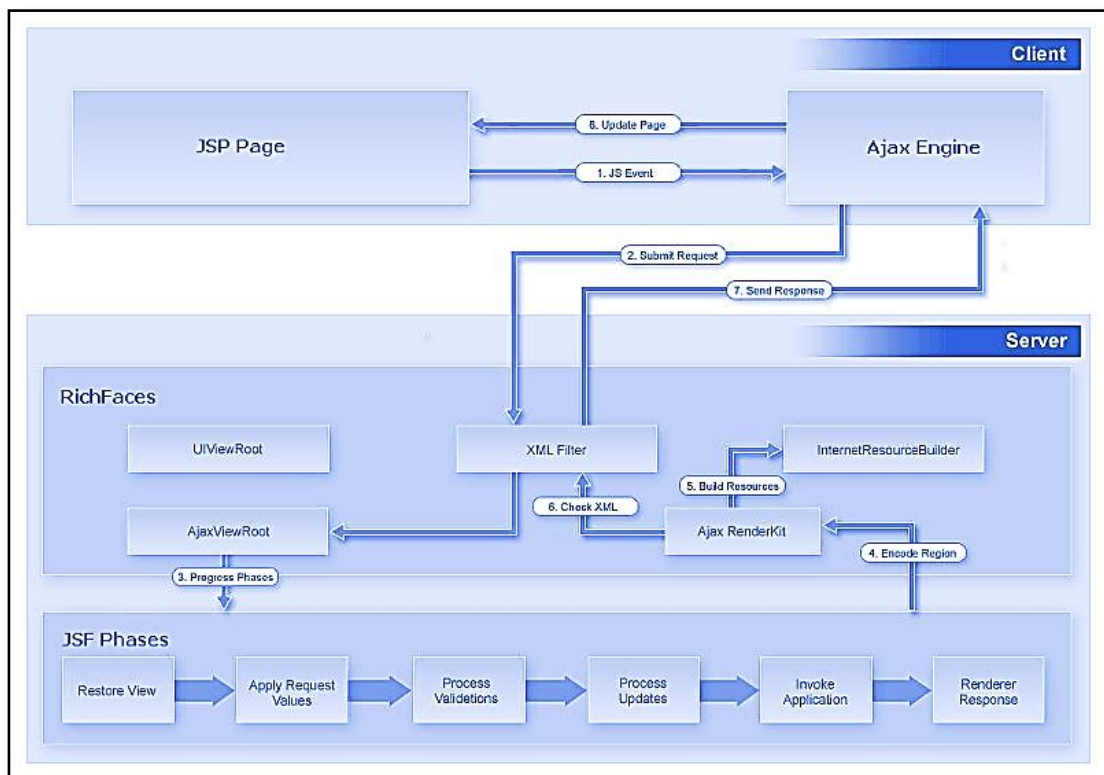 Client
JSP Page
8. Update Page
1. JS Event
Ajax Engine
2. Submit Request
7. Send Response
Server
RichFaces
UIViewRoot
XML Filter
InternetResourceBuilder
5. Build Resources
6. Check XML
AjaxViewRoot
Ajax RenderKit
4. Encode Region
3. Progress Phases
JSF Phases
Restore View
Apply Request
Values
Process
Validetions
Process
Updates
Invoke
Application
Renderer
Response